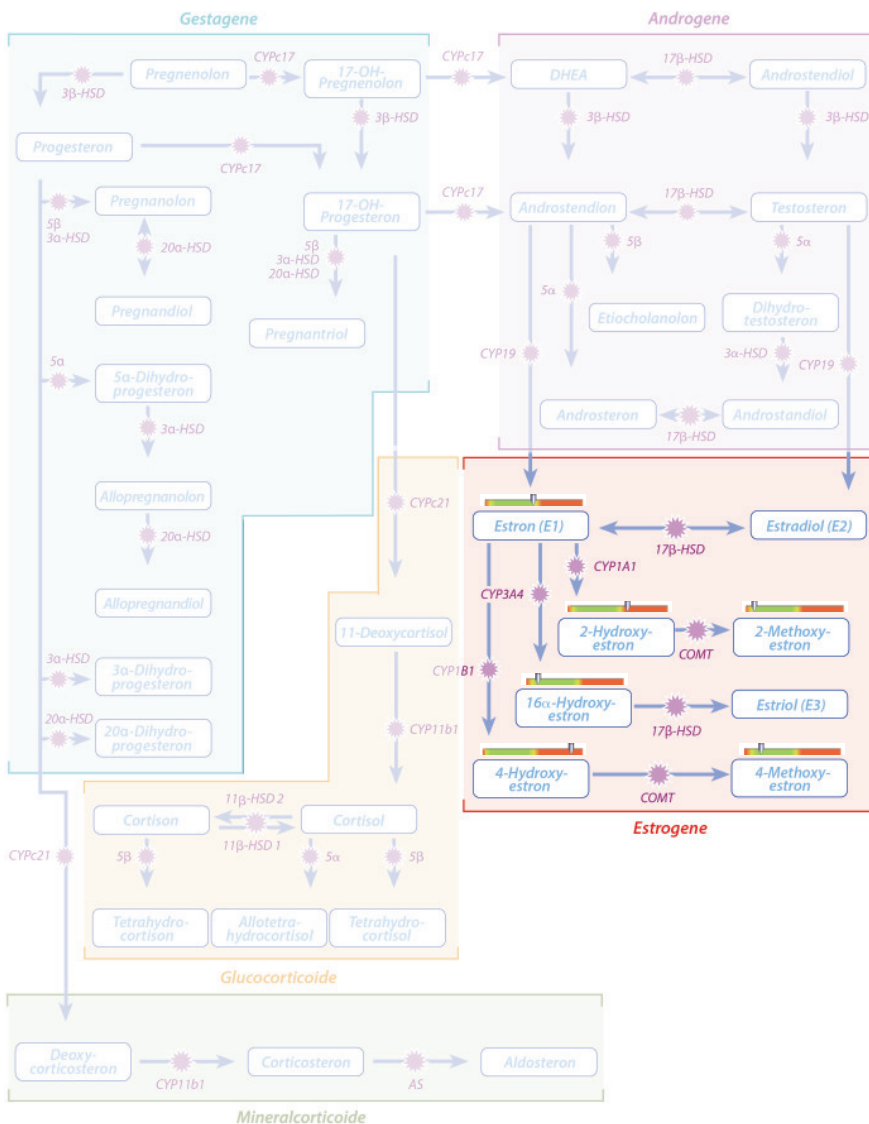 Gestagene
Androgene
Pregnenolon
CYPc17
17-OH-
Pregnenolon
CYPc17
DHEA
17β-HSD
Androstendiol
3β-HSD
3β-HSD
3β-HSD
3β-HSD
Progesteron
CYPc17
Pregnanolon
17-OH-
Progesteron
CYPc17
Androstendion
17β-HSD
Testosteron
5β
3α-HSD
20α-HSD
5β
3α-HSD
20α-HSD
5β
5α
5α
Pregnandiol
Etiocholanolon
Dihydro-
testosteron
Pregnantriol
CYP19
3α-HSD
CYP19
5α
5α-Dihydro-
progesteron
3α-HSD
Androsteron
17β-HSD
Androstandiol
Allopregnanolon
CYPc21
20α-HSD
Estron (E1)
17β-HSD
Estradiol (E2)
CYP1A1
CYP3A4
Allopregnandiol
11-Deoxycortisol
2-Hydroxy-
estron
COMT
2-Methoxy-
estron
CYP1B1
3α-HSD
3α-Dihydro-
progesteron
16α-Hydroxy-
estron
17β-HSD
Estriol (E3)
20α-HSD
20α-Dihydro-
progesteron
CYP11b1
4-Hydroxy-
estron
COMT
4-Methoxy-
estron
Estrogene
11β-HSD 2
Cortison
Cortisol
11β-HSD 1
CYPc21
5β
5α
5β
Tetrahydro-
cortison
Allotetra-
hydrocortisol
Tetrahydro-
cortisol
Glucocorticoide
Deoxy-
corticosteron
CYP11b1
Corticosteron
AS
Aldosteron
Mineralcorticoide